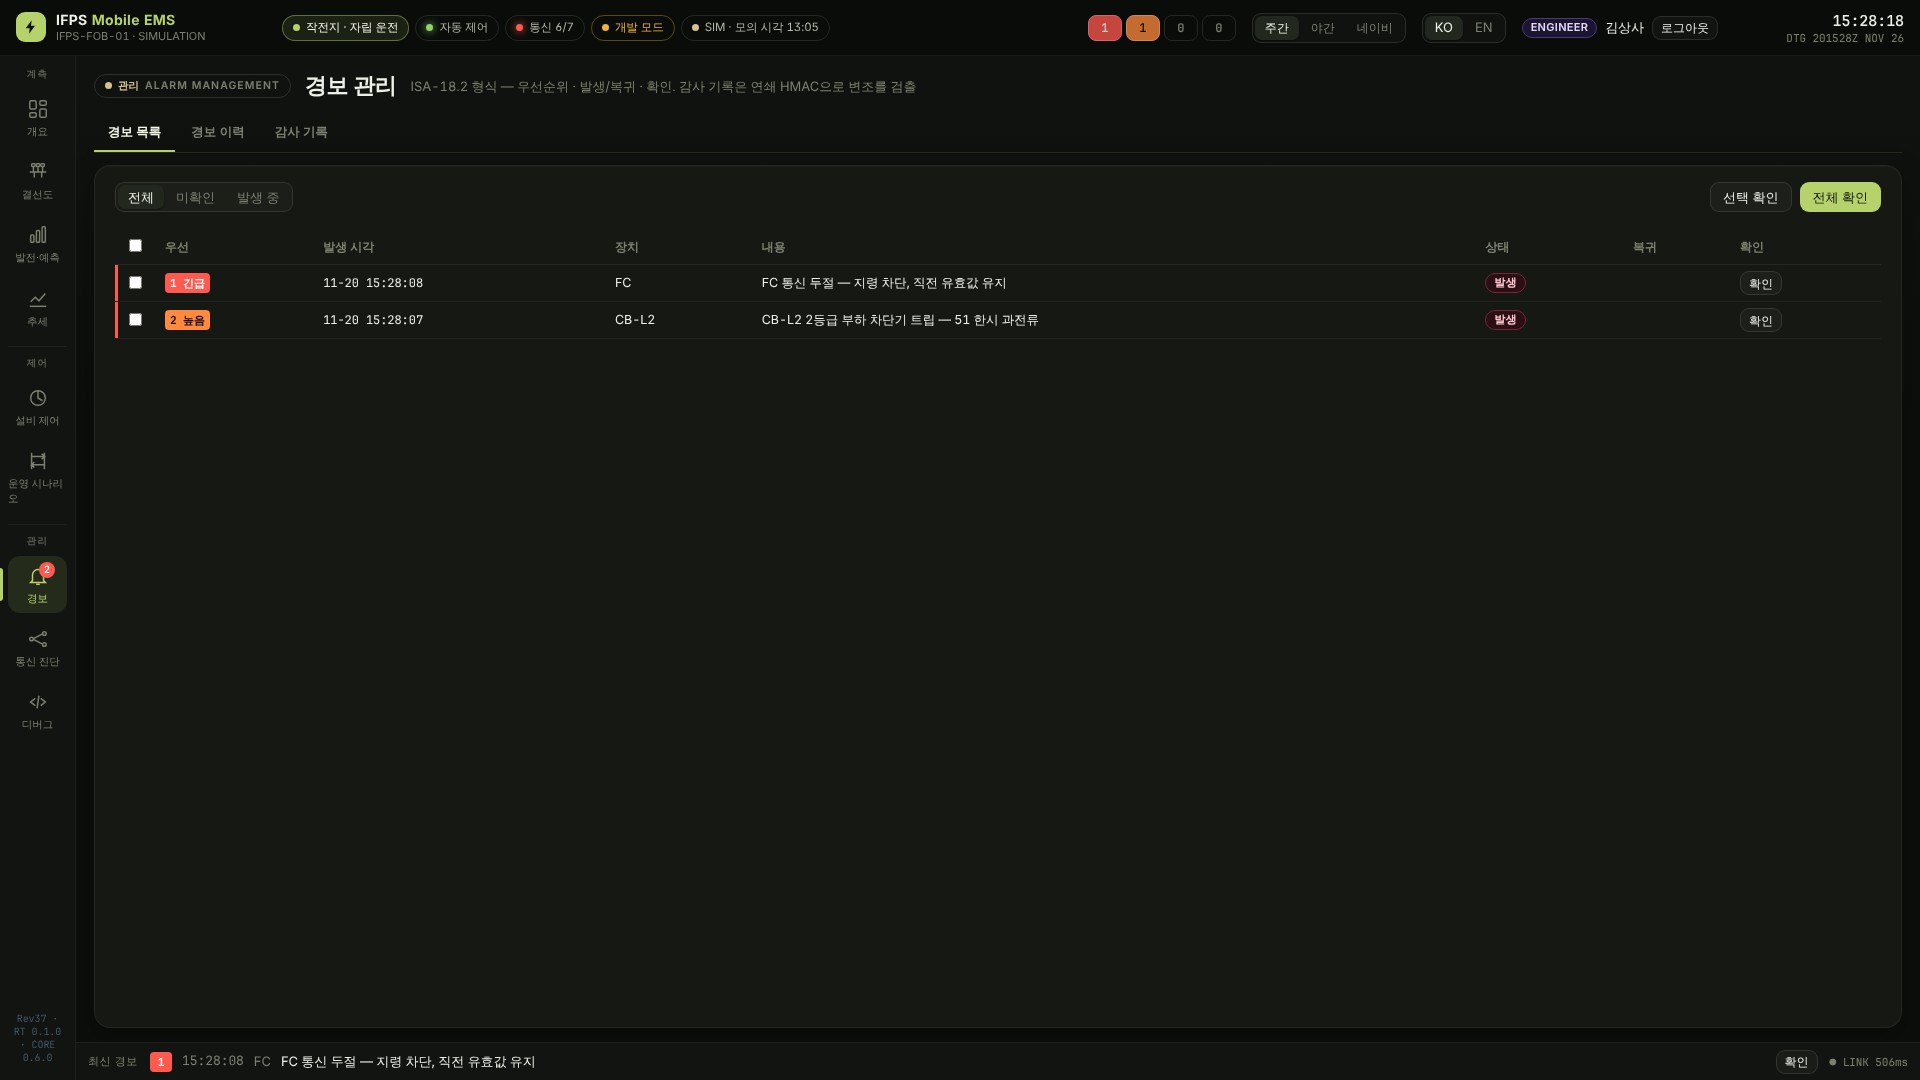 IFPS Mobile EMS
IFPS-FOB-01 · SIMULATION
작전지 · 자립 운전
자동 제어
통신 6/7
개발 모드
SIM · 모의 시각 13:05
1 1 0 0
주간 야간 네이비
KO EN
ENGINEER 김상사 로그아웃
15:28:18
DTG 201528Z NOV 26
계측
개요
결선도
발전·예측
추세
제어
설비 제어
운영 시나리
오
관리
2
경보
통신 진단
디버그
Rev37 ·
RT 0.1.0
· CORE
0.6.0
관리 ALARM MANAGEMENT
경보 관리
ISA-18.2 형식 — 우선순위 · 발생/복귀 · 확인. 감사 기록은 연쇄 HMAC으로 변조를 검출
경보 목록 경보 이력 감사 기록
전체 미확인 발생 중
선택 확인 전체 확인
우선 발생 시각 장치 내용 상태 복귀 확인
1 긴급 11-20 15:28:08 FC FC 통신 두절 — 지령 차단, 직전 유효값 유지 발생 확인
2 높음 11-20 15:28:07 CB-L2 CB-L2 2등급 부하 차단기 트립 — 51 한시 과전류 발생 확인
최신 경보 1 15:28:08 FC FC 통신 두절 — 지령 차단, 직전 유효값 유지 확인 LINK 506ms